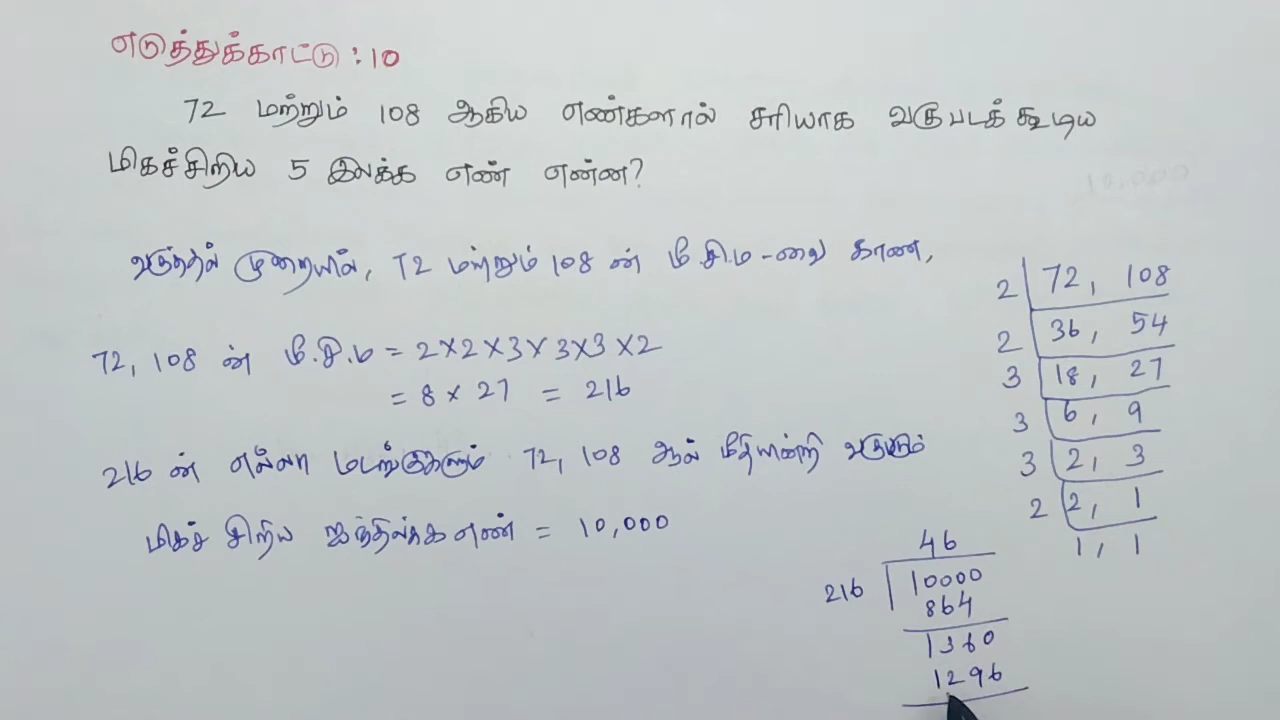 எடுத்துக்காட்டு : 10
72 மற்றும் 108 ஆகிய எண்களால் சரியாக வகுபடக் கூடிய
மிகச்சிறிய 5 இலக்க எண் என்ன?
வகுத்தல் முறையில், 72 மற்றும் 108 ன் மீ.சி.ம - வை காண,
72, 108 ன் மீ.சி.ம = 2×2×3×3×3×2
= 8 × 27 = 216
216 ன் எல்லா மடங்குகளும் 72, 108 ஆல் மீதியின்றி வகுபடும்
மிகச் சிறிய ஐந்திலக்க எண் = 10,000
2 72, 108
2 36, 54
3 18, 27
3 6, 9
3 2, 3
2 2, 1
1, 1
46
216 10000
864
1360
1296